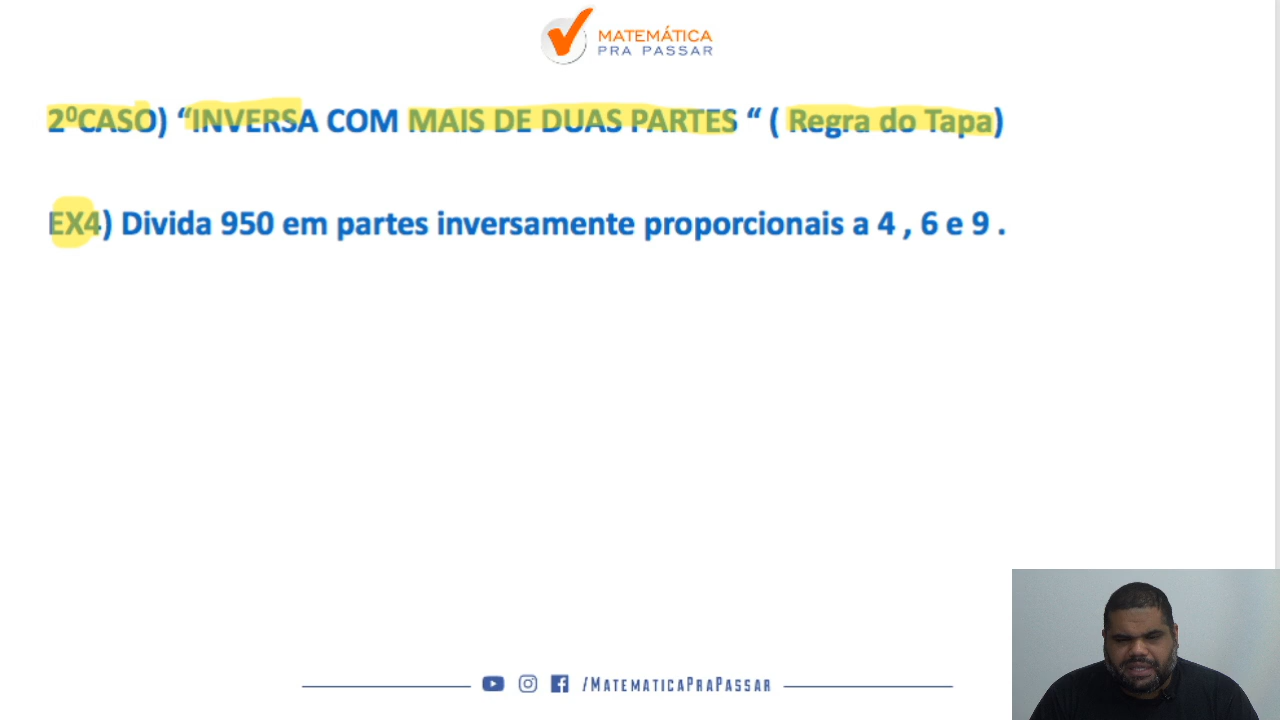 MATEMÁTICA
PRA PASSAR
2ºCASO) “INVERSA COM MAIS DE DUAS PARTES “ ( Regra do Tapa)
EX4) Divida 950 em partes inversamente proporcionais a 4 , 6 e 9 .
/MATEMATICAPRAPASSAR